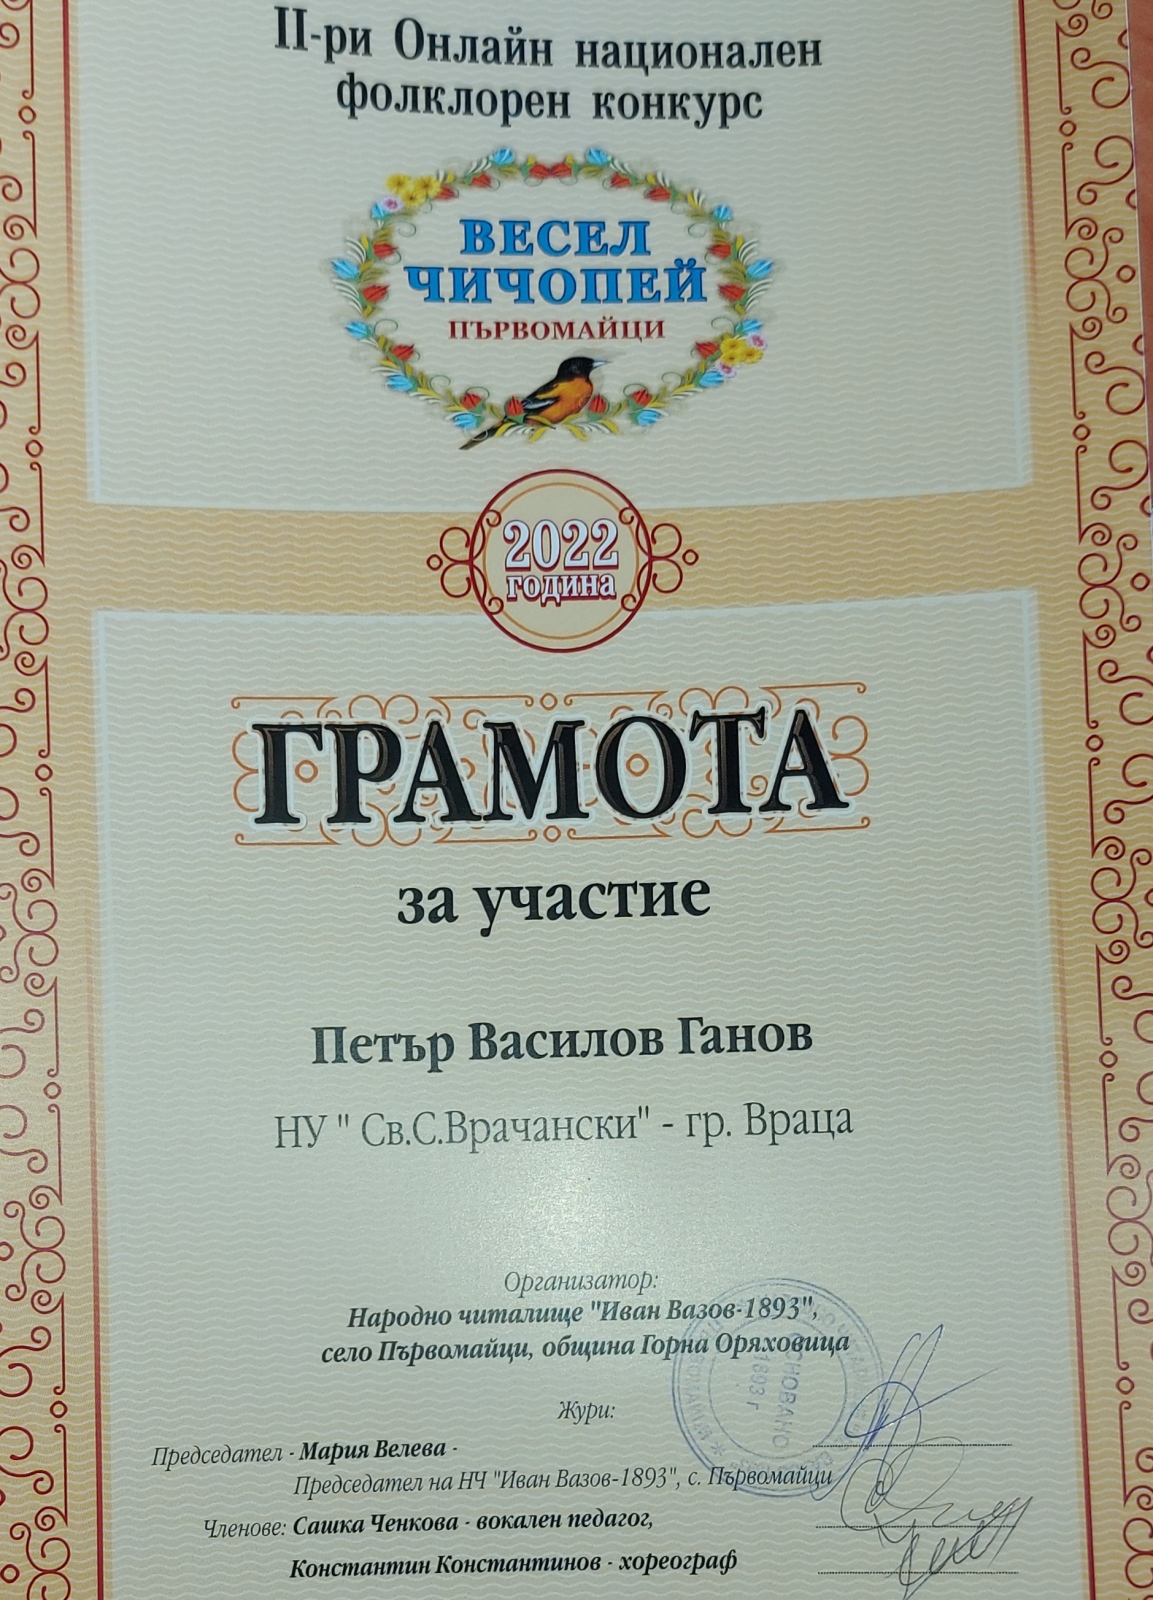 II-ри Онлайн национален
фолклорен конкурс
ВЕСЕЛ
ЧИЧОПЕЙ
ПЪРВОМАЙЦИ
2022
година
ГРАМОТА
за участие
Петър Василов Ганов
НУ " Св.С.Врачански" - гр. Враца
Организатор:
Народно читалище "Иван Вазов-1893",
село Първомайци, община Горна Оряховица
Жури:
Председател - Мария Велева -
Председател на НЧ "Иван Вазов-1893", с. Първомайци
Членове: Сашка Ченкова - вокален педагог,
Константин Константинов - хореограф
ОСНОВАНО
1893 г